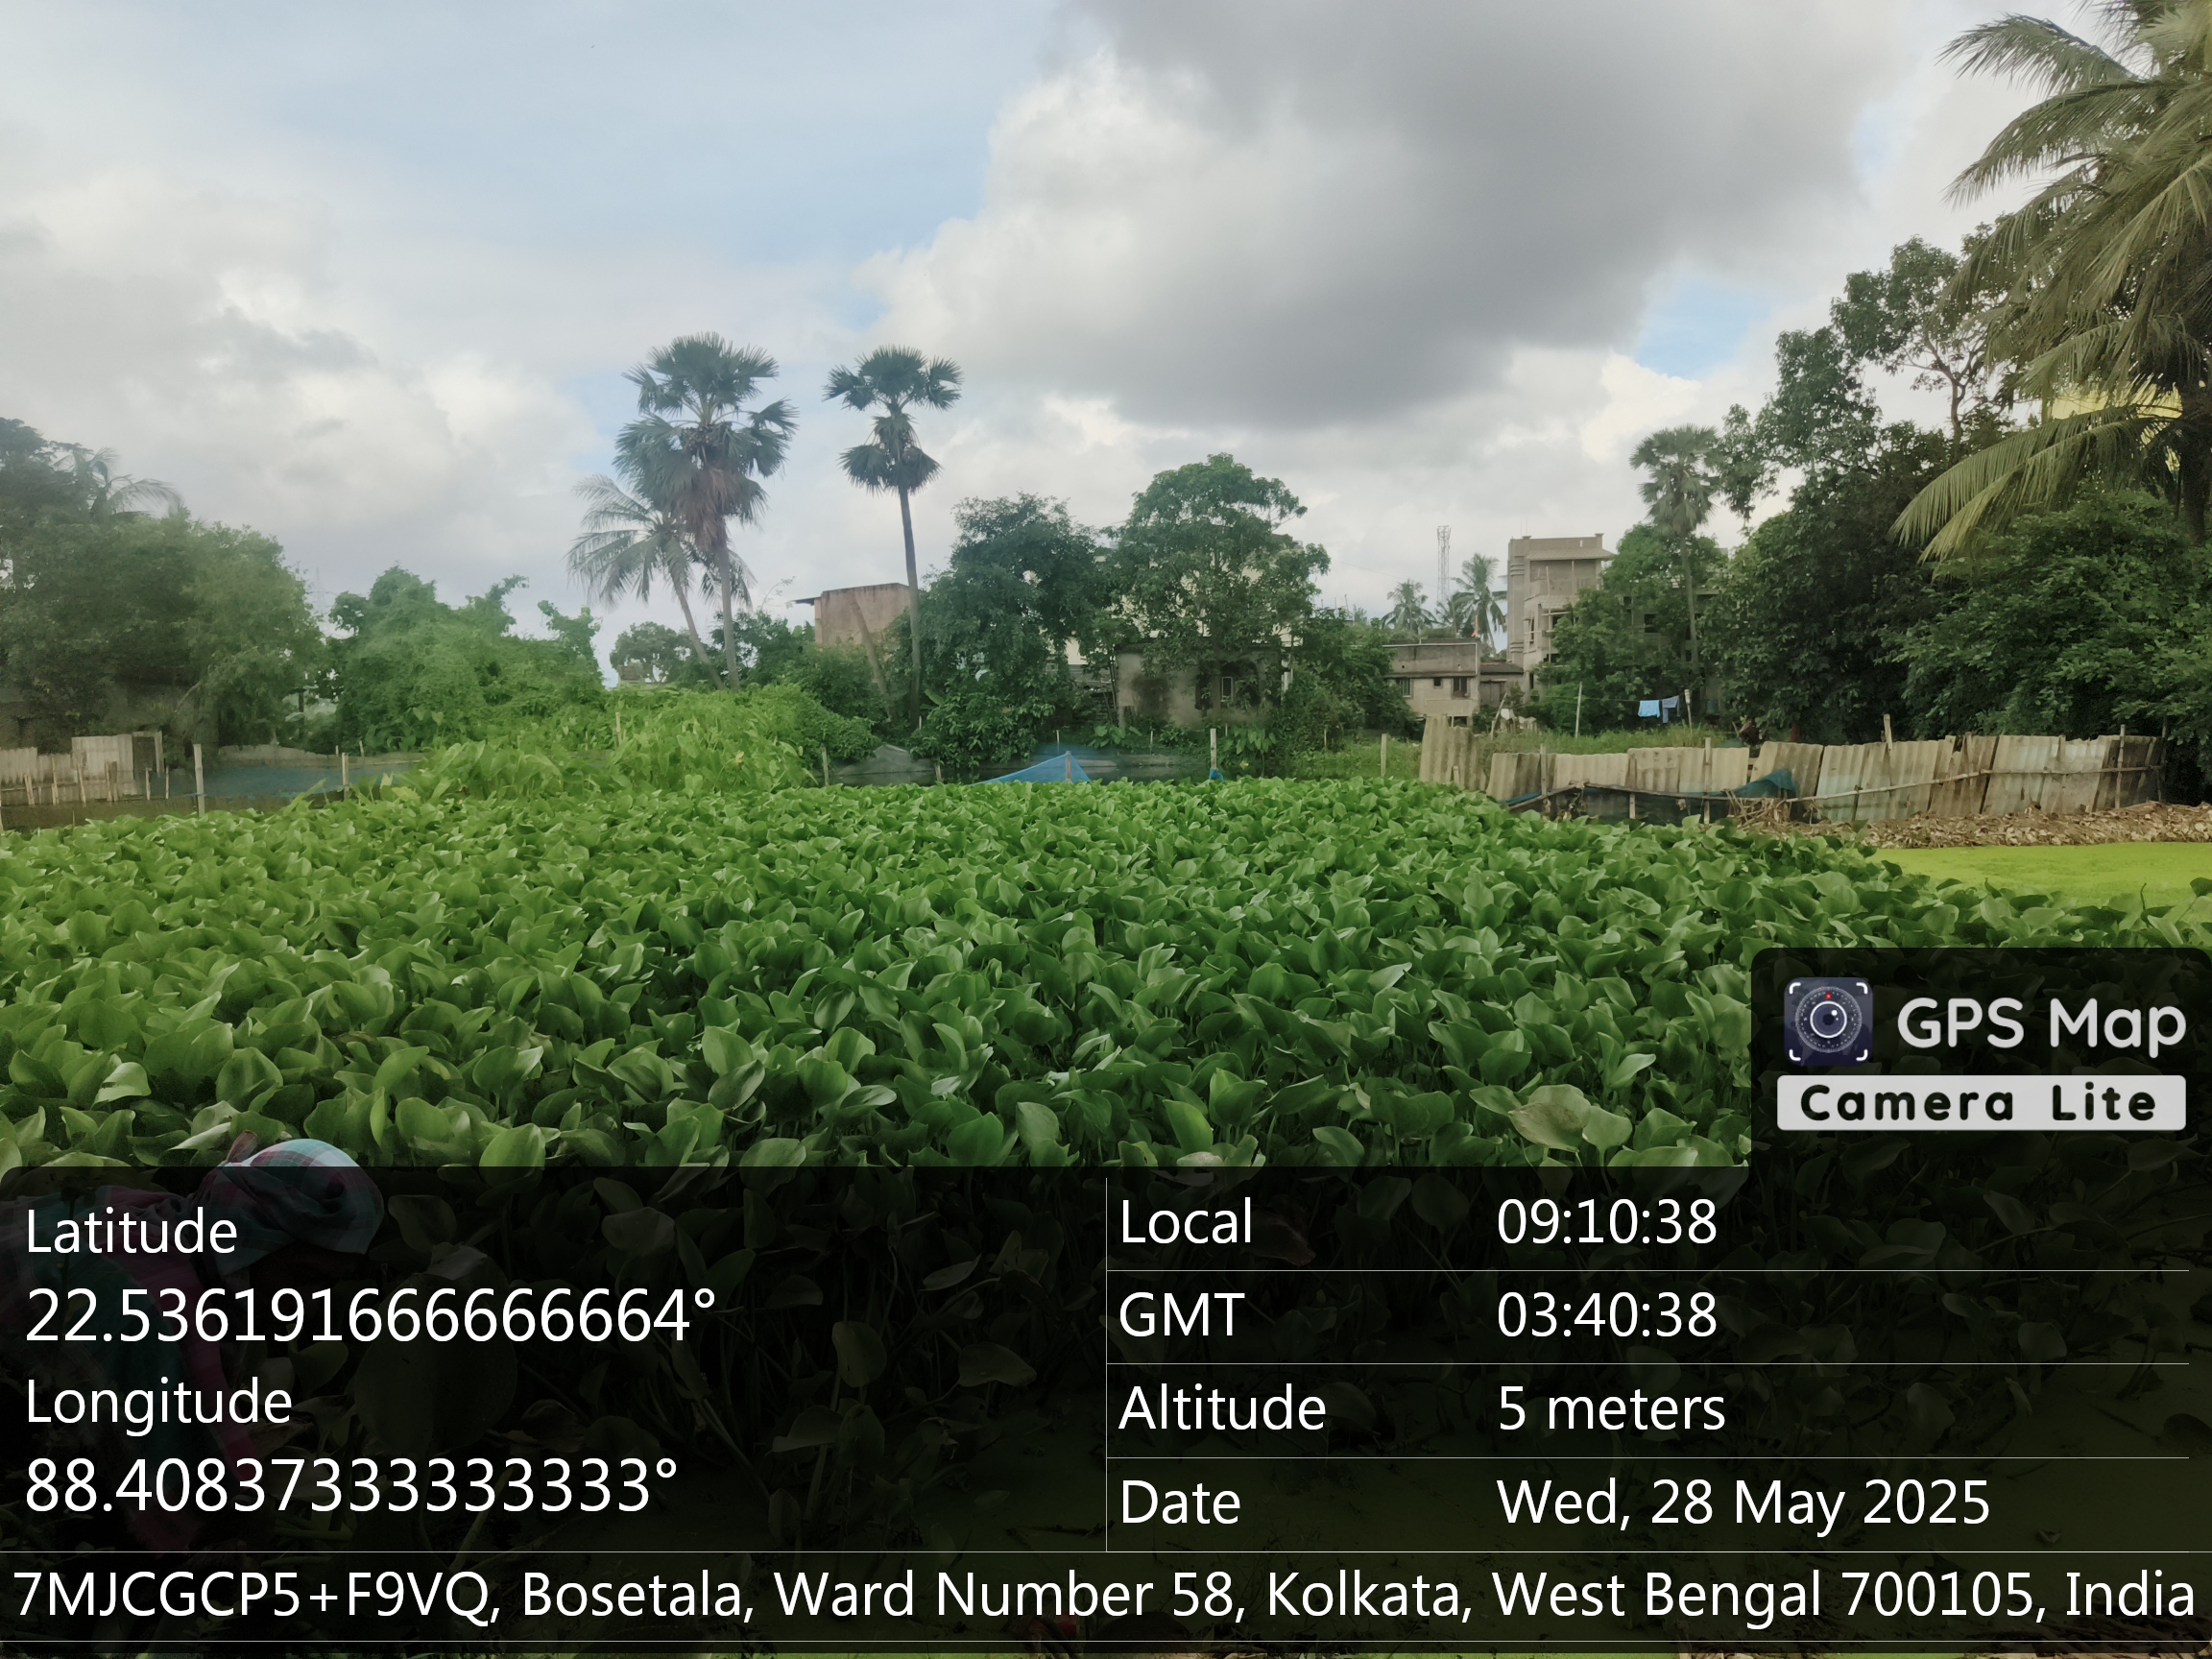 GPS Map
Camera Lite
Latitude
22.536191666666664°
Longitude
88.40837333333333°
Local 09:10:38
GMT 03:40:38
Altitude 5 meters
Date Wed, 28 May 2025
7MJCGCP5+F9VQ, Bosetala, Ward Number 58, Kolkata, West Bengal 700105, India